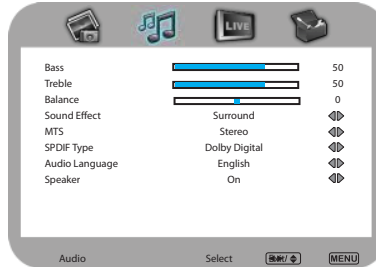 LIVE
Bass 50
Treble 50
Balance 0
Sound Effect Surround
MTS Stereo
SPDIF Type Dolby Digital
Audio Language English
Speaker On
Audio Select MENU